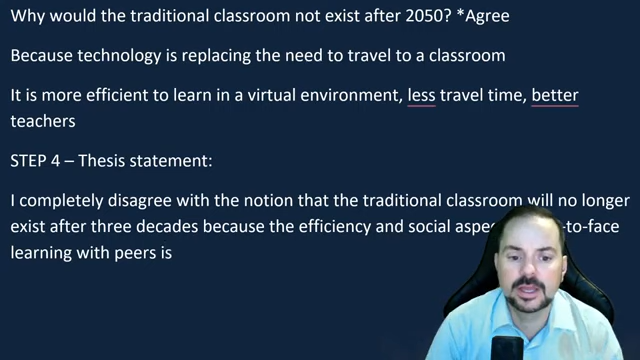 Why would the traditional classroom not exist after 2050? *Agree
Because technology is replacing the need to travel to a classroom
It is more efficient to learn in a virtual environment, less travel time, better
teachers
STEP 4 – Thesis statement:
I completely disagree with the notion that the traditional classroom will no longer
exist after three decades because the efficiency and social -to-face
learning with peers is